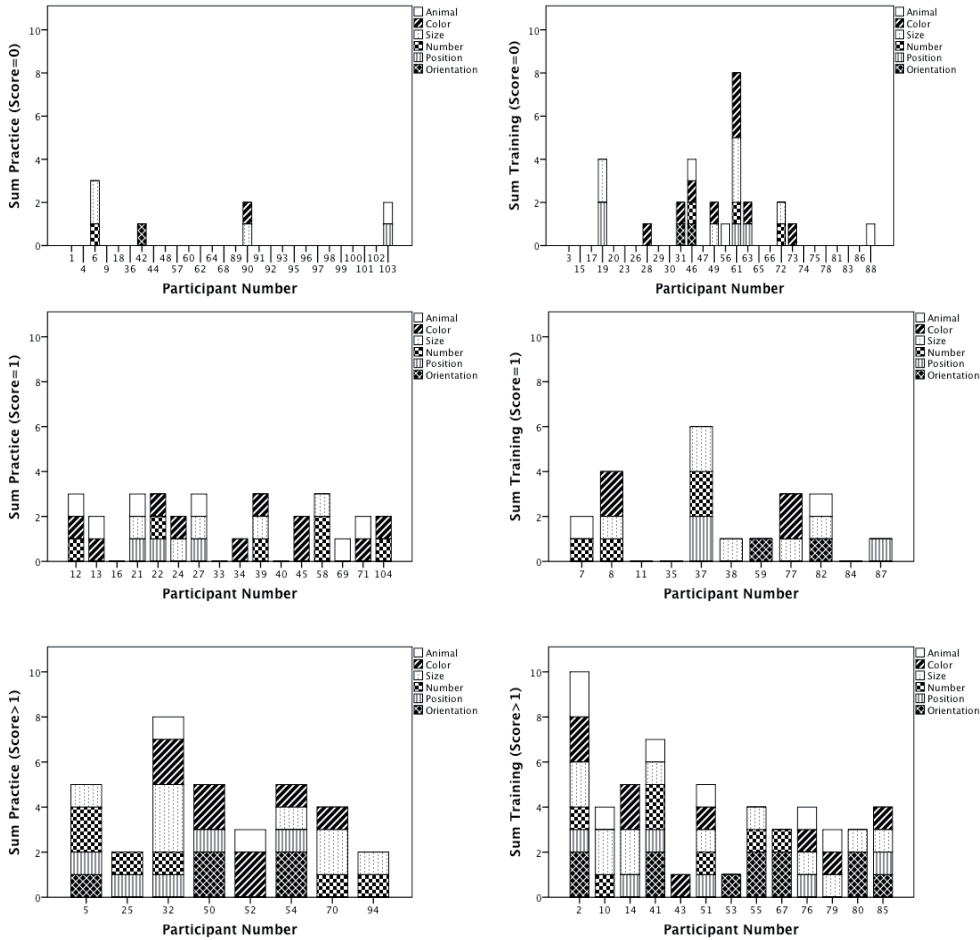 Sum Practice (Score=0)
10
8
6
4
2
0
1 6 18 42 48 60 64 89 91 93 96 98 100 102
4 9 36 44 57 62 68 90 92 95 97 99 101 103
Participant Number
Animal
Color
Size
Number
Position
Orientation
Sum Training (Score=0)
10
8
6
4
2
0
3 17 20 26 29 31 47 56 63 66 73 75 81 86
15 19 23 28 30 46 49 61 65 72 74 78 83 88
Participant Number
Animal
Color
Size
Number
Position
Orientation
Sum Practice (Score=1)
10
8
6
4
2
0
12 13 16 21 22 24 27 33 34 39 40 45 58 69 71 104
Participant Number
Animal
Color
Size
Number
Position
Orientation
Sum Training (Score=1)
10
8
6
4
2
0
7 8 11 35 37 38 59 77 82 84 87
Participant Number
Animal
Color
Size
Number
Position
Orientation
Sum Practice (Score>1)
10
8
6
4
2
0
5 25 32 50 52 54 70 94
Participant Number
Animal
Color
Size
Number
Position
Orientation
Sum Training (Score>1)
10
8
6
4
2
0
2 10 14 41 43 51 53 55 67 76 79 80 85
Participant Number
Animal
Color
Size
Number
Position
Orientation